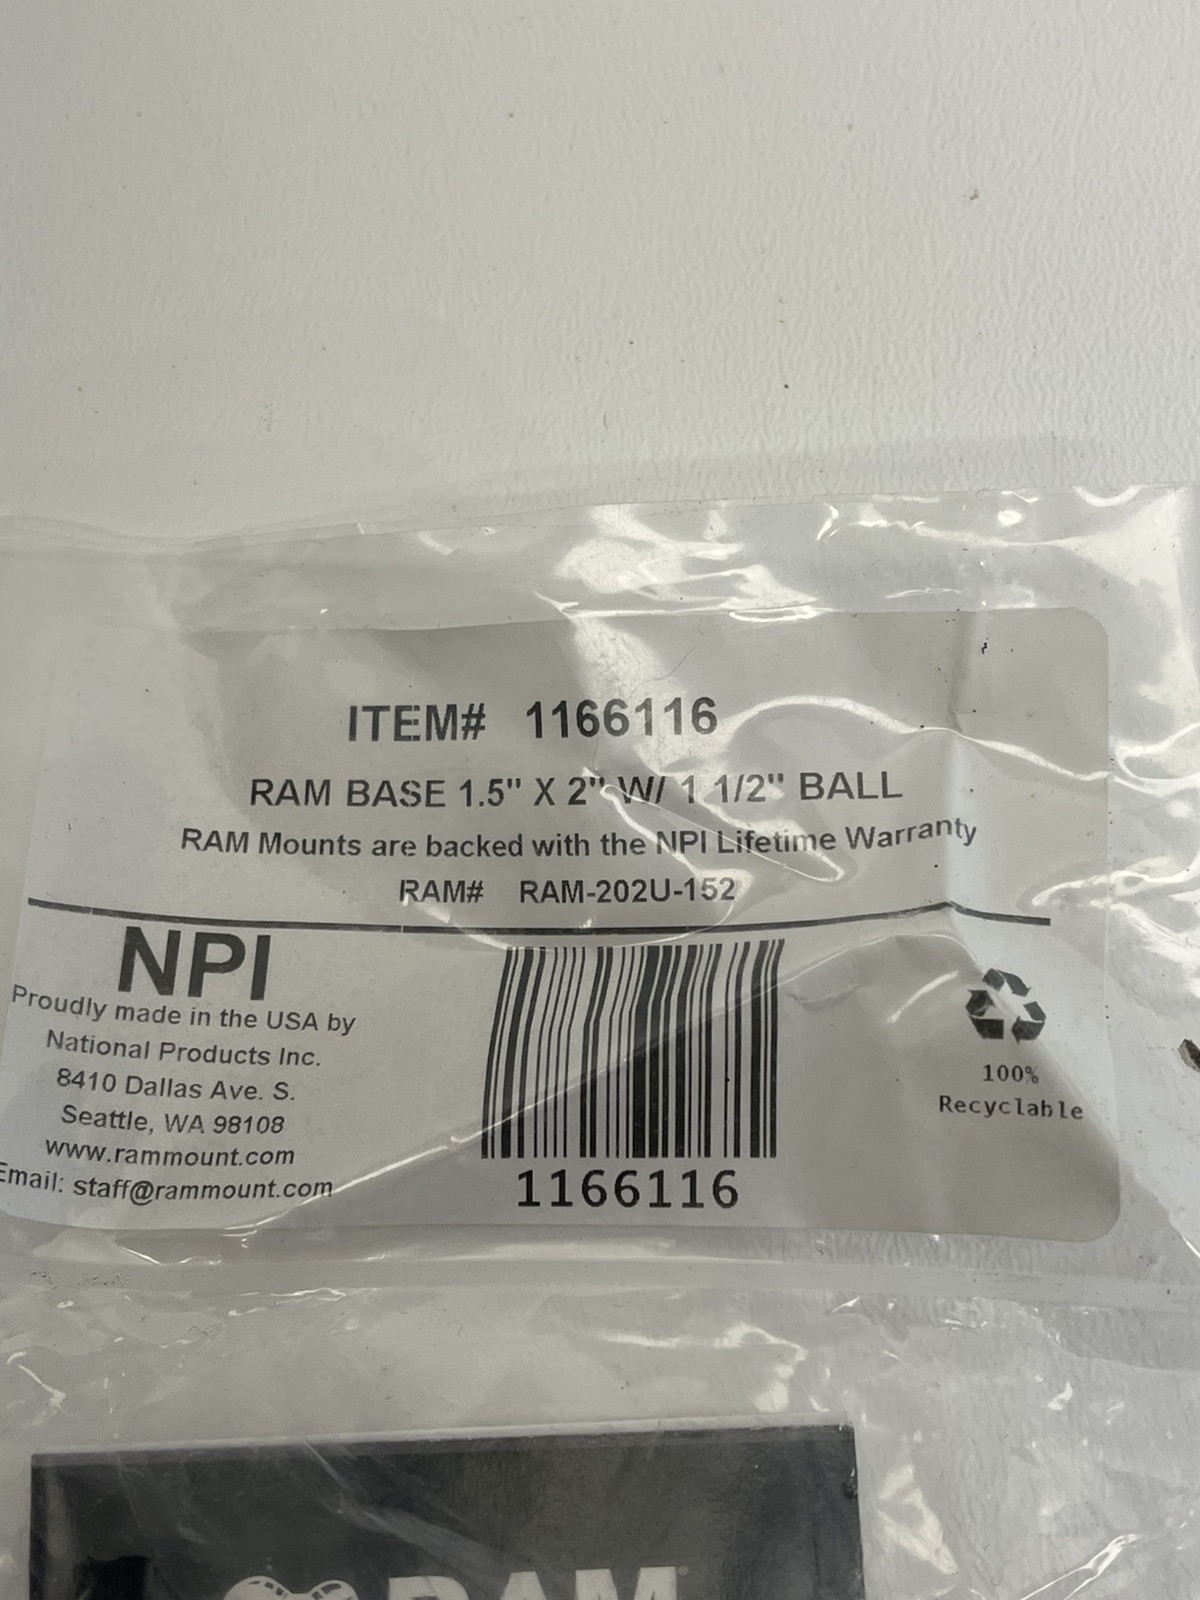 ITEM# 1166116
RAM BASE 1.5" X 2" W/ 1 1/2" BALL
RAM Mounts are backed with the NPI Lifetime Warranty
RAM# RAM-202U-152
NPI
Proudly made in the USA by
National Products Inc.
8410 Dallas Ave. S.
Seattle, WA 98108
www.rammount.com
Email: staff@rammount.com
1166116
100%
Recyclable
RAM